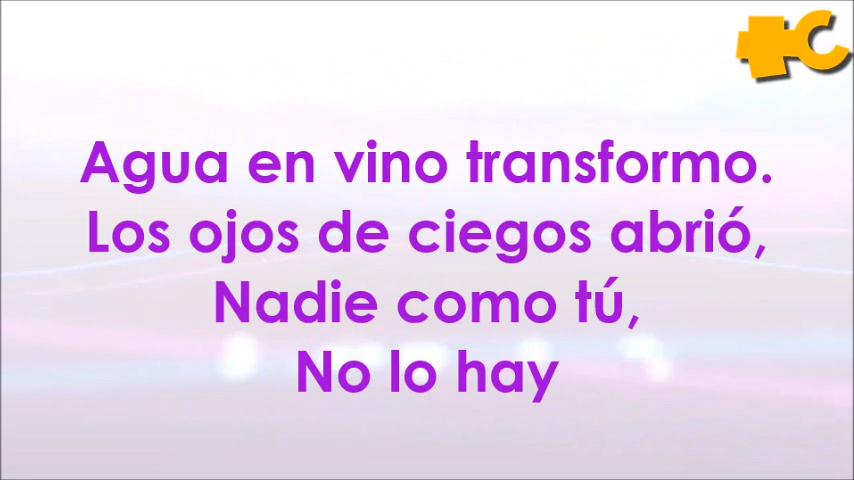 Agua en vino transformo.
Los ojos de ciegos abrió,
Nadie como tú,
No lo hay